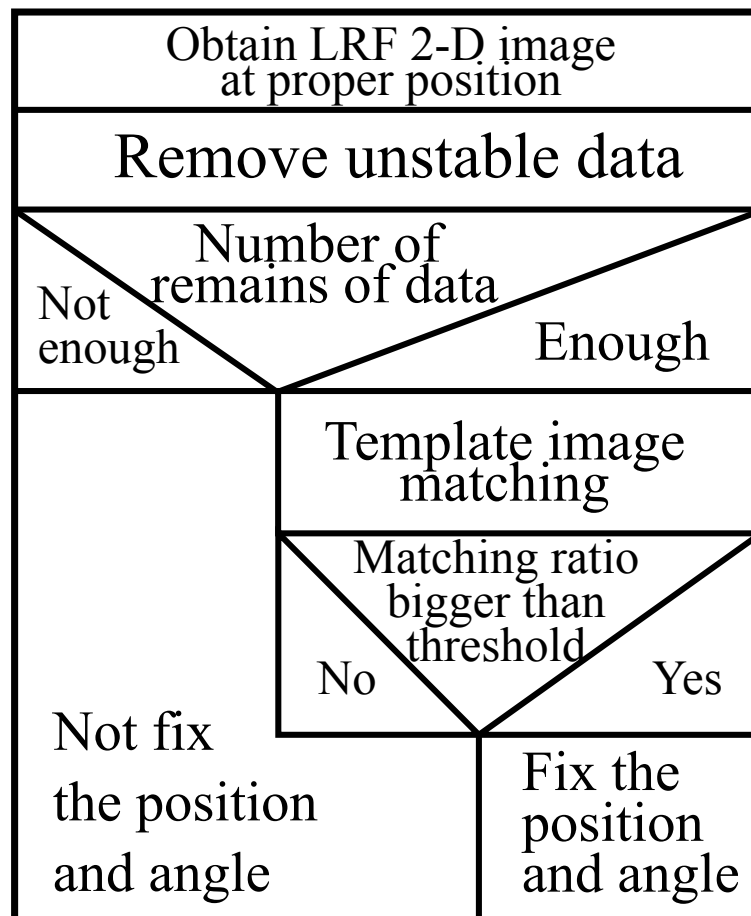 Obtain LRF 2-D image
at proper position
Remove unstable data
Number of
remains of data
Not
enough
Enough
Template image
matching
Matching ratio
bigger than
threshold
No
Yes
Not fix
the position
and angle
Fix the
position
and angle